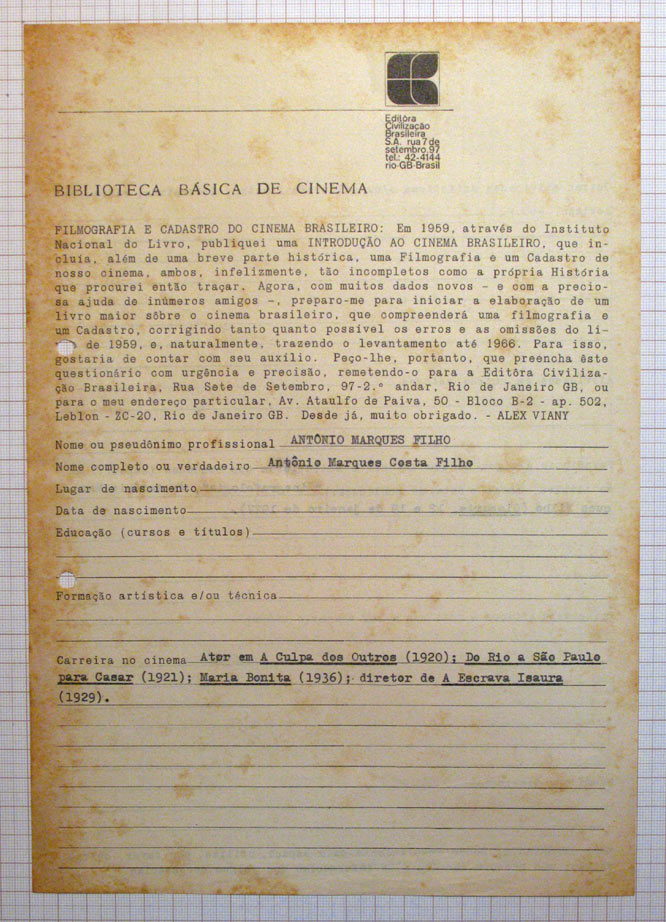 Editôra
Civilização
Brasileira
S.A. rua 7 de
setembro, 97
tel.: 42-4144
rio-GB-Brasil
BIBLIOTECA BÁSICA DE CINEMA
FILMOGRAFIA E CADASTRO DO CINEMA BRASILEIRO: Em 1959, através do Instituto
Nacional do Livro, publiquei uma INTRODUÇÃO AO CINEMA BRASILEIRO, que in-
cluía, além de uma breve parte histórica, uma Filmografia e um Cadastro de
nosso cinema, ambos, infelizmente, tão incompletos como a própria História
que procurei então traçar. Agora, com muitos dados novos - e com a precio-
sa ajuda de inúmeros amigos -, preparo-me para iniciar a elaboração de um
livro maior sôbre o cinema brasileiro, que compreenderá uma filmografia e
um Cadastro, corrigindo tanto quanto possível os erros e as omissões do li-
de 1959, e, naturalmente, trazendo o levantamento até 1966. Para isso,
gostaria de contar com seu auxílio. Peço-lhe, portanto, que preencha êste
questionário com urgência e precisão, remetendo-o para a Editôra Civiliza-
ção Brasileira, Rua Sete de Setembro, 97-2.º andar, Rio de Janeiro GB, ou
para o meu endereço particular, Av. Ataulfo de Paiva, 50 - Bloco B-2 - ap. 502,
Leblon - ZC-20, Rio de Janeiro GB. Desde já, muito obrigado. - ALEX VIANY
Nome ou pseudônimo profissional ANTÔNIO MARQUES FILHO
Nome completo ou verdadeiro Antônio Marques Costa Filho
Lugar de nascimento
Data de nascimento
Educação (cursos e títulos)
Formação artística e/ou técnica
Carreira no cinema Ator em A Culpa dos Outros (1920); Do Rio a São Paulo
para Casar (1921); Maria Bonita (1936); diretor de A Escrava Isaura
(1929).